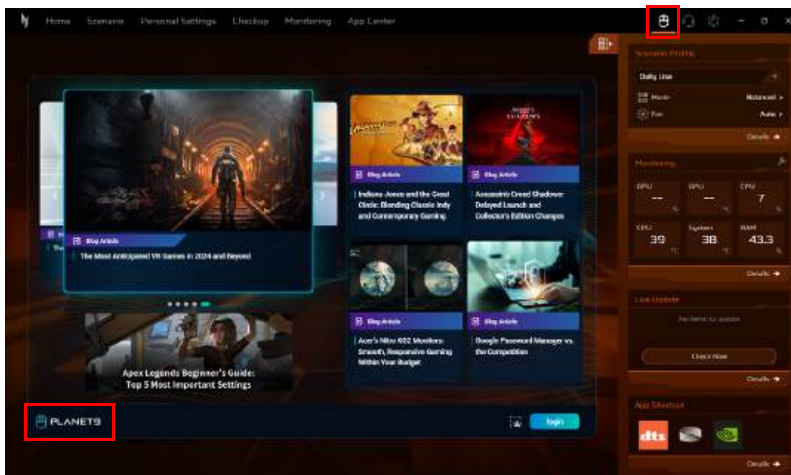 Home Scenario Personal Settings Checkup Monitoring App Center
Blog Article
The Most Anticipated VR Games in 2024 and Beyond
Apex Legends Beginner's Guide:
Top 5 Most Important Settings
Blog Article
Indiana Jones and the Great
Circle: Blending Classic Indy
and Contemporary Gaming
Blog Article
Assassin's Creed Shadows:
Delayed Launch and
Collector's Edition Changes
Blog Article
Acer's Nitro KG2 Monitors:
Smooth, Responsive Gaming
Within Your Budget
Blog Article
Google Password Manager vs.
the Competition
PLANET9
login
Scenario Profile
Daily Use
Mode Balanced >
Fan Auto >
Details
Monitoring
GPU GPU CPU
-- -- 7
% %
CPU System RAM
39 38 43.3
°C °C %
Details
Live Update
No items to update
Check Now
Details
App Shortcut
dts
Details